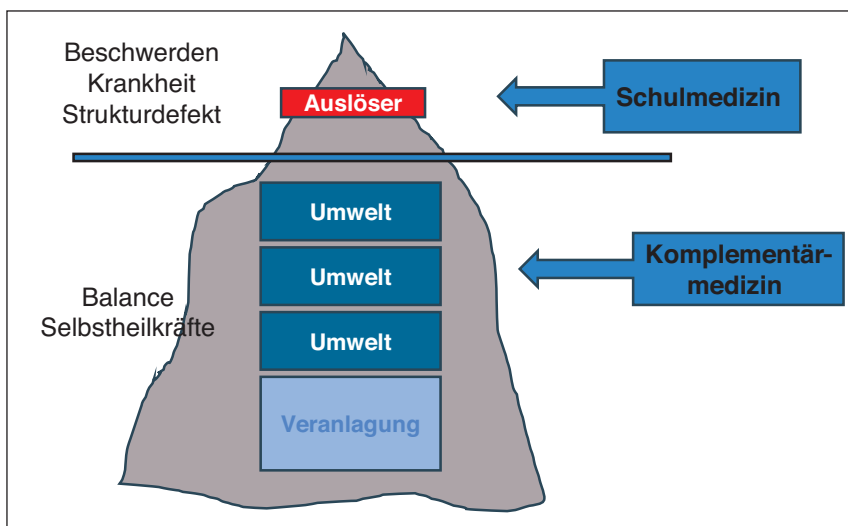 Beschwerden
Krankheit
Strukturdefekt
Auslöser
Schulmedizin
Umwelt
Umwelt
Umwelt
Veranlagung
Balance
Selbstheilkräfte
Komplementär-
medizin